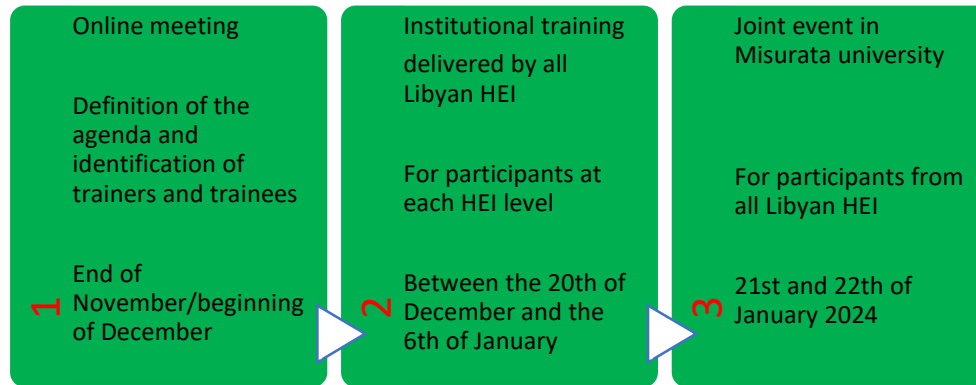 Online meeting
Definition of the
agenda and
identification of
trainers and trainees
End of
November/beginning
of December
1
Institutional training
delivered by all
Libyan HEI
For participants at
each HEI level
Between the 20th of
December and the
6th of January
2
Joint event in
Misurata university
For participants from
all Libyan HEI
21st and 22th of
January 2024
3